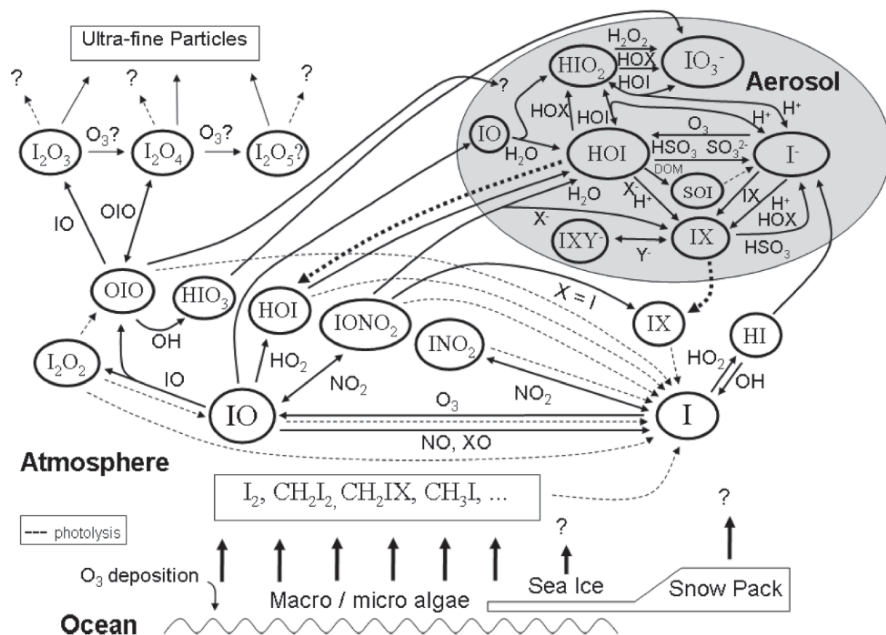 Ultra-fine Particles
? ? ?
I₂O₃ O₃? I₂O₄ O₃? I₂O₅?
IO OIO
OIO OH HIO₃
I₂O₂ IO
IO
HO₂ HOI
NO₂ IONO₂
INO₂ NO₂
O₃
NO, XO
I
X = I
IX
HI
HO₂ OH
Aerosol
?
H₂O₂
HOX
HOI
HIO₂ IO₃⁻
IO
H₂O
HOX HOI
H⁺ H⁺
O₃
HOI I⁻
HSO₃ SO₃²⁻
DOM
SOI
H₂O
X⁻
H⁺
IX
H⁺
HOX
X⁻
IXY⁻ Y⁻ IX
HSO₃
Atmosphere
I₂, CH₂I₂, CH₂IX, CH₃I, ...
--- photolysis
? ?
O₃ deposition
Macro / micro algae
Sea Ice
Snow Pack
Ocean